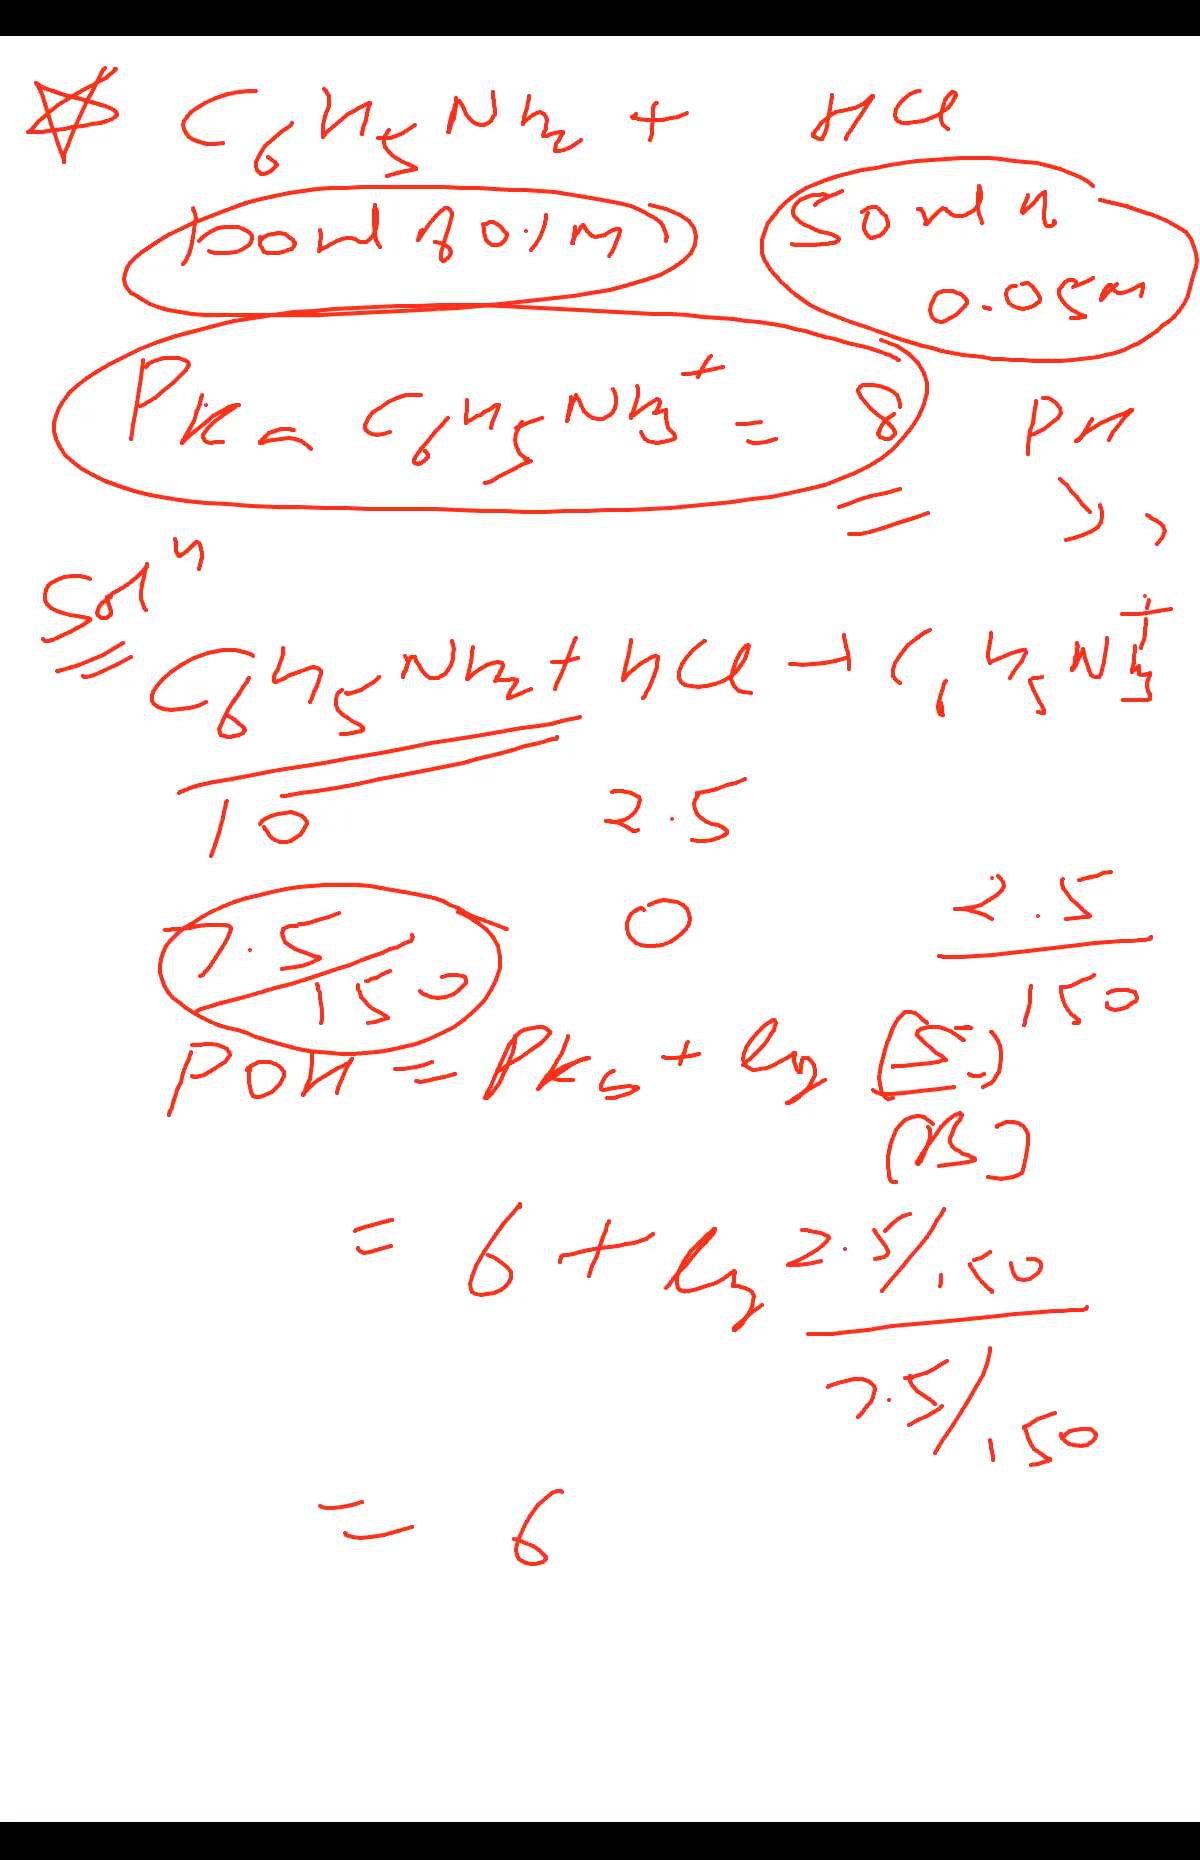 C6H5NH2 + HCl
100ml of 0.1M 50ml of
0.05M
PKa C6H5NH3+ = 8 PH
??
Soln
C6H5NH2 + HCl → C6H5NH3+
10 2.5
7.5/150 0 2.5/150
POH = PKb + log [S]
[B]
= 6 + log 2.5/150
7.5/150
= 6